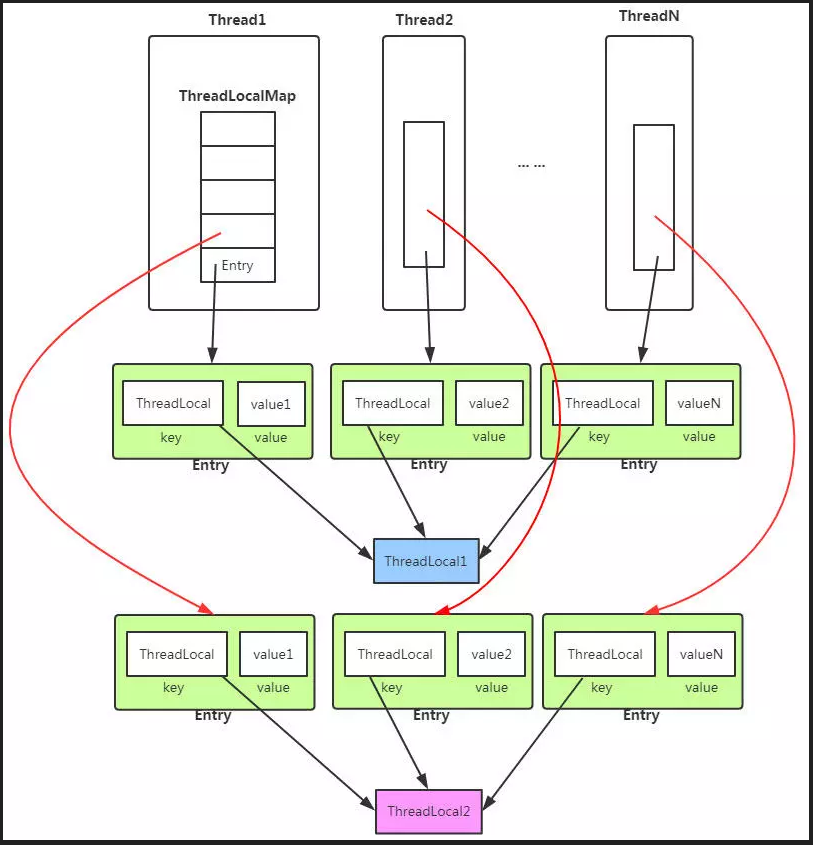 Thread1
Thread2
ThreadN
ThreadLocalMap
... ...
Entry
ThreadLocal
value1
ThreadLocal
value2
ThreadLocal
valueN
key
value
key
value
key
value
Entry
Entry
Entry
ThreadLocal1
ThreadLocal
value1
ThreadLocal
value2
ThreadLocal
valueN
key
value
key
value
key
value
Entry
Entry
Entry
ThreadLocal2